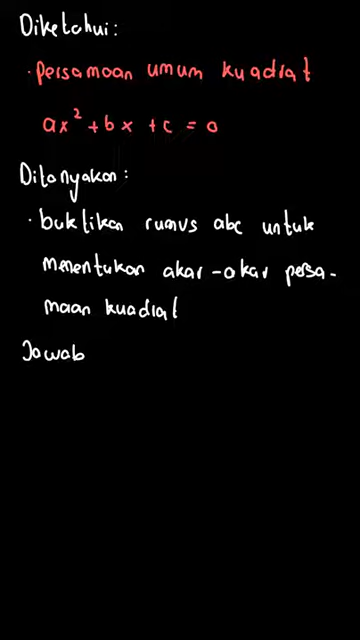 Diketahui:
· Persamaan umum kuadrat
ax² + bx + c = 0
Ditanyakan:
· buktikan rumus abc untuk
menentukan akar-akar persa-
maan kuadrat
Jawab